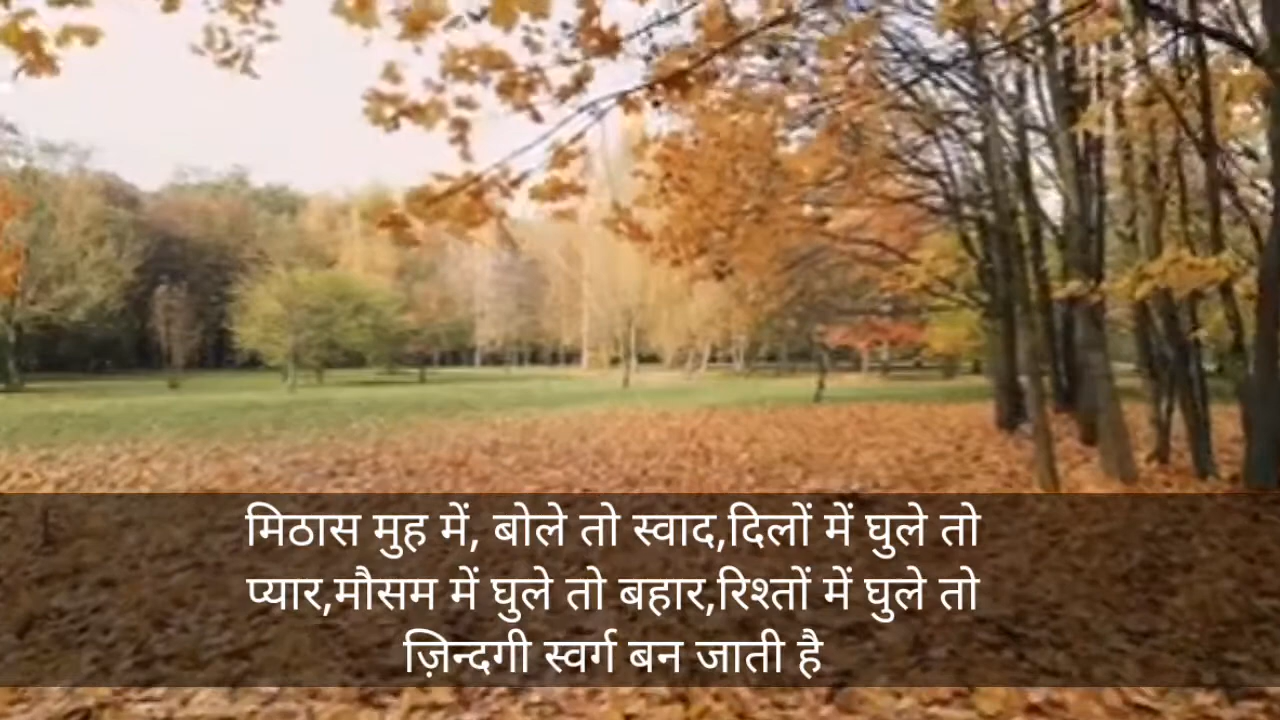 मिठास मुह में, बोले तो स्वाद,दिलों में घुले तो
प्यार,मौसम में घुले तो बहार,रिश्तों में घुले तो
ज़िन्दगी स्वर्ग बन जाती है